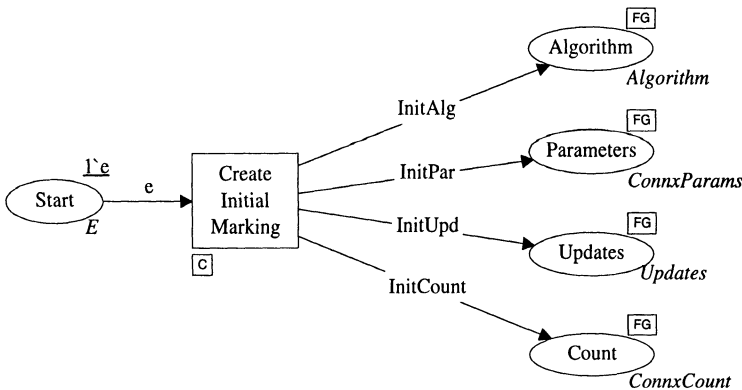 FG
Algorithm
Algorithm
InitAlg
FG
Parameters
ConnxParams
InitPar
1`e
e
Start
E
Create
Initial
Marking
C
InitUpd
FG
Updates
Updates
InitCount
FG
Count
ConnxCount